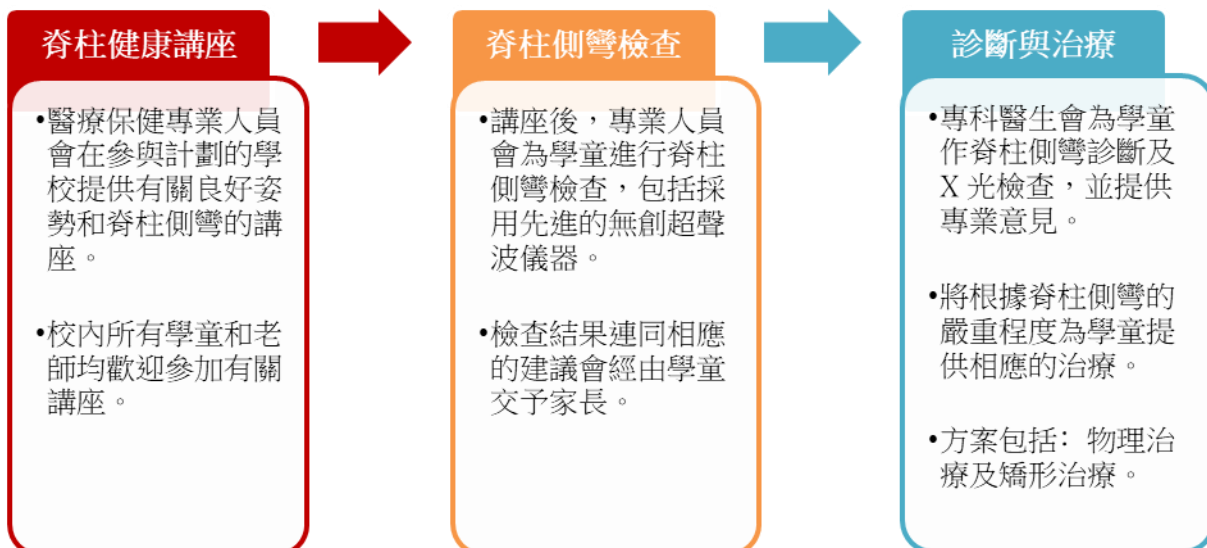 脊柱健康講座
•醫療保健專業人員
會在參與計劃的學
校提供有關良好姿
勢和脊柱側彎的講
座。
•校內所有學童和老
師均歡迎參加有關
講座。
脊柱側彎檢查
•講座後，專業人員
會為學童進行脊柱
側彎檢查，包括採
用先進的無創超聲
波儀器。
•檢查結果連同相應
的建議會經由學童
交予家長。
診斷與治療
•專科醫生會為學童
作脊柱側彎診斷及
X 光檢查，並提供
專業意見。
•將根據脊柱側彎的
嚴重程度為學童提
供相應的治療。
•方案包括: 物理治
療及矯形治療。